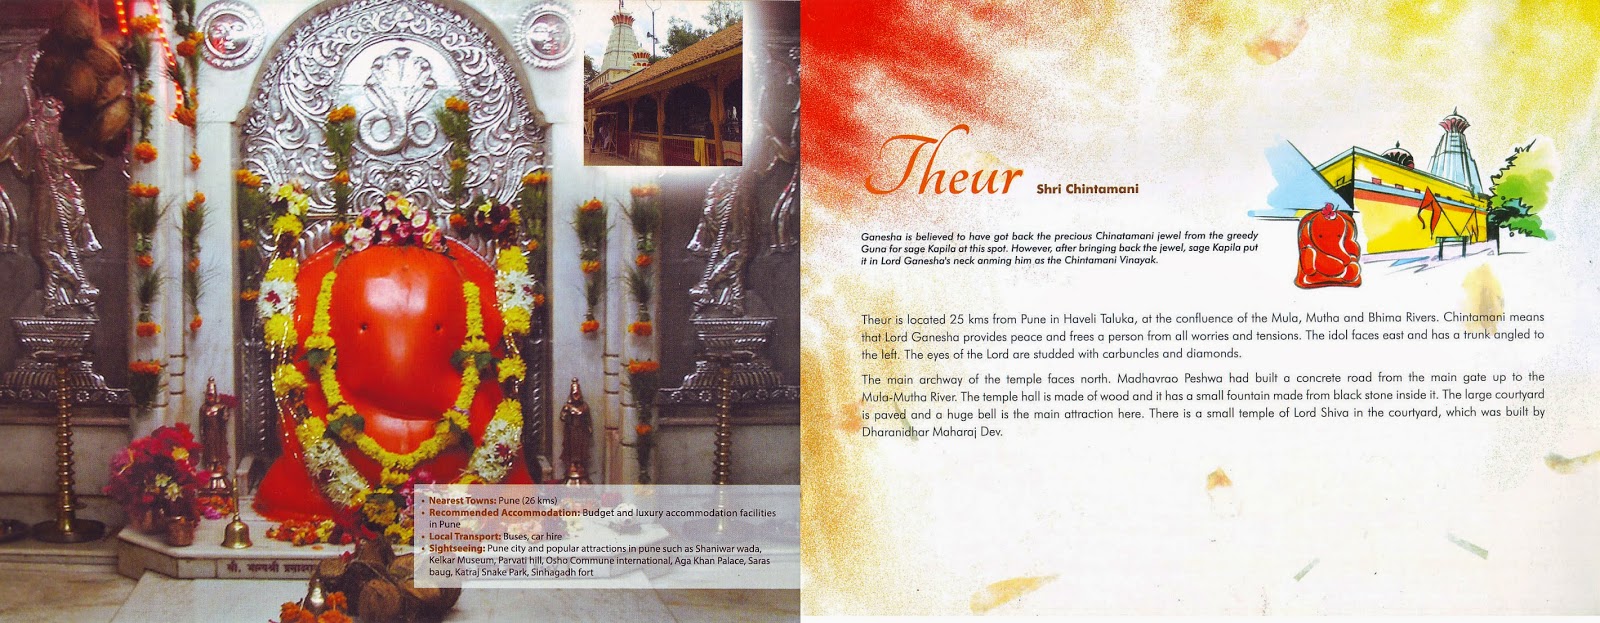 श्री. बाप्पश्री प्रसादरा
• Nearest Towns: Pune (26 kms)
• Recommended Accommodation: Budget and luxury accommodation facilities
in Pune
• Local Transport: Buses, car hire
• Sightseeing: Pune city and popular attractions in pune such as Shaniwar wada,
Kelkar Museum, Parvati hill, Osho Commune international, Aga Khan Palace, Saras
baug, Katraj Snake Park, Sinhagadh fort
Theur Shri Chintamani
Ganesha is believed to have got back the precious Chinatamani jewel from the greedy
Guna for sage Kapila at this spot. However, after bringing back the jewel, sage Kapila put
it in Lord Ganesha's neck anming him as the Chintamani Vinayak.
Theur is located 25 kms from Pune in Haveli Taluka, at the confluence of the Mula, Mutha and Bhima Rivers. Chintamani means
that Lord Ganesha provides peace and frees a person from all worries and tensions. The idol faces east and has a trunk angled to
the left. The eyes of the Lord are studded with carbuncles and diamonds.
The main archway of the temple faces north. Madhavrao Peshwa had built a concrete road from the main gate up to the
Mula-Mutha River. The temple hall is made of wood and it has a small fountain made from black stone inside it. The large courtyard
is paved and a huge bell is the main attraction here. There is a small temple of Lord Shiva in the courtyard, which was built by
Dharanidhar Maharaj Dev.